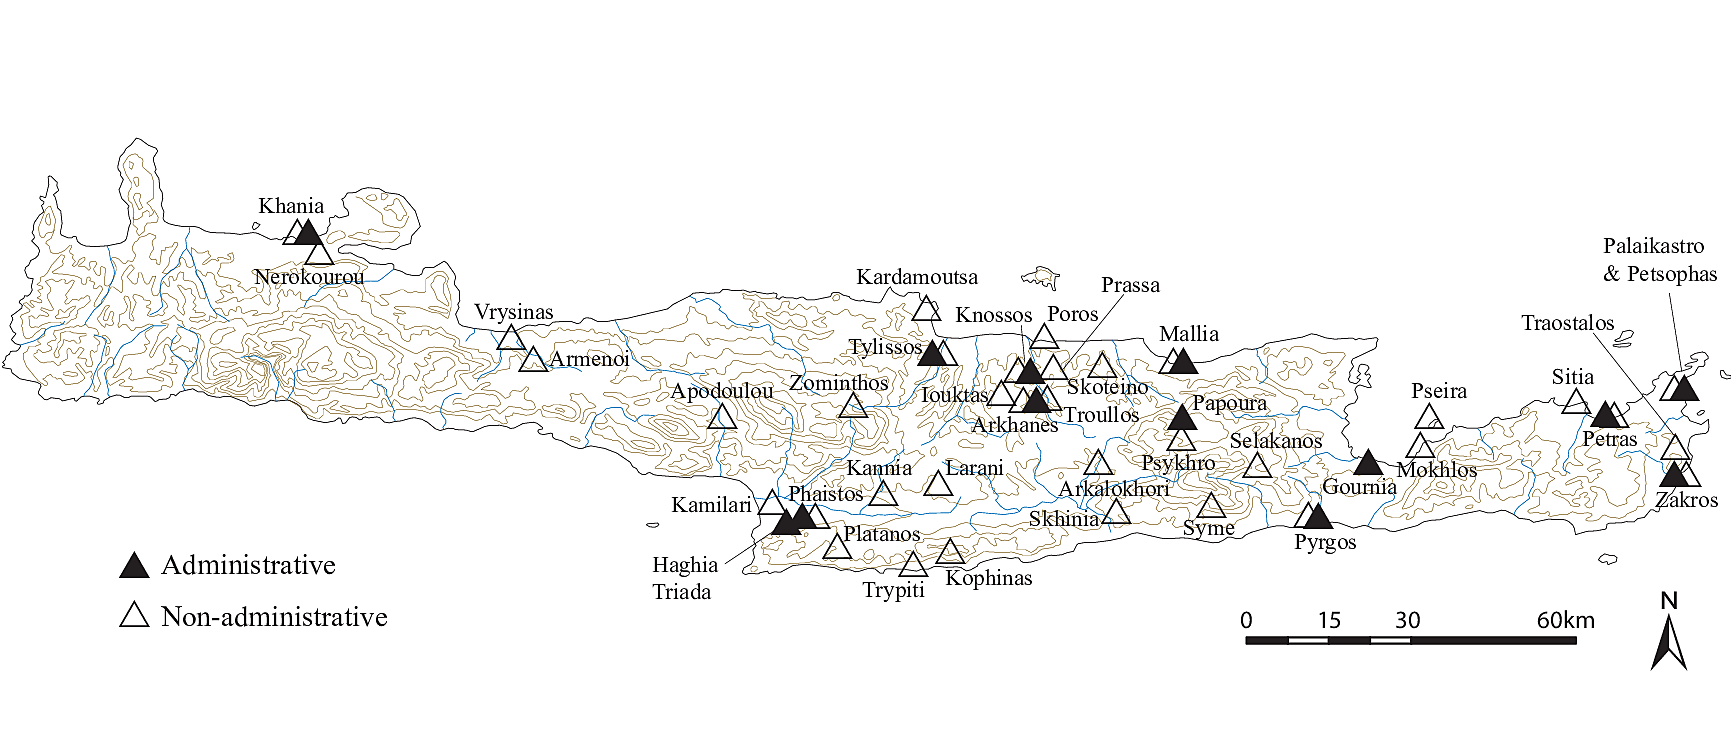 Khania
Nerokourou
Vrysinas
Armenoi
Kardamoutsa
Knossos
Poros
Prassa
Mallia
Palaikastro
& Petsophas
Traostalos
Tylissos
Apodoulou
Zominthos
Iouktas
Skoteino
Troullos
Arkhanes
Papoura
Psykhro
Selakanos
Pseira
Sitia
Petras
Mokhlos
Gournia
Zakros
Kannia
Larani
Arkalokhori
Kamilari
Phaistos
Platanos
Skhinia
Syme
Pyrgos
Haghia
Triada
Trypiti
Kophinas
Administrative
Non-administrative
0 15 30 60km
N